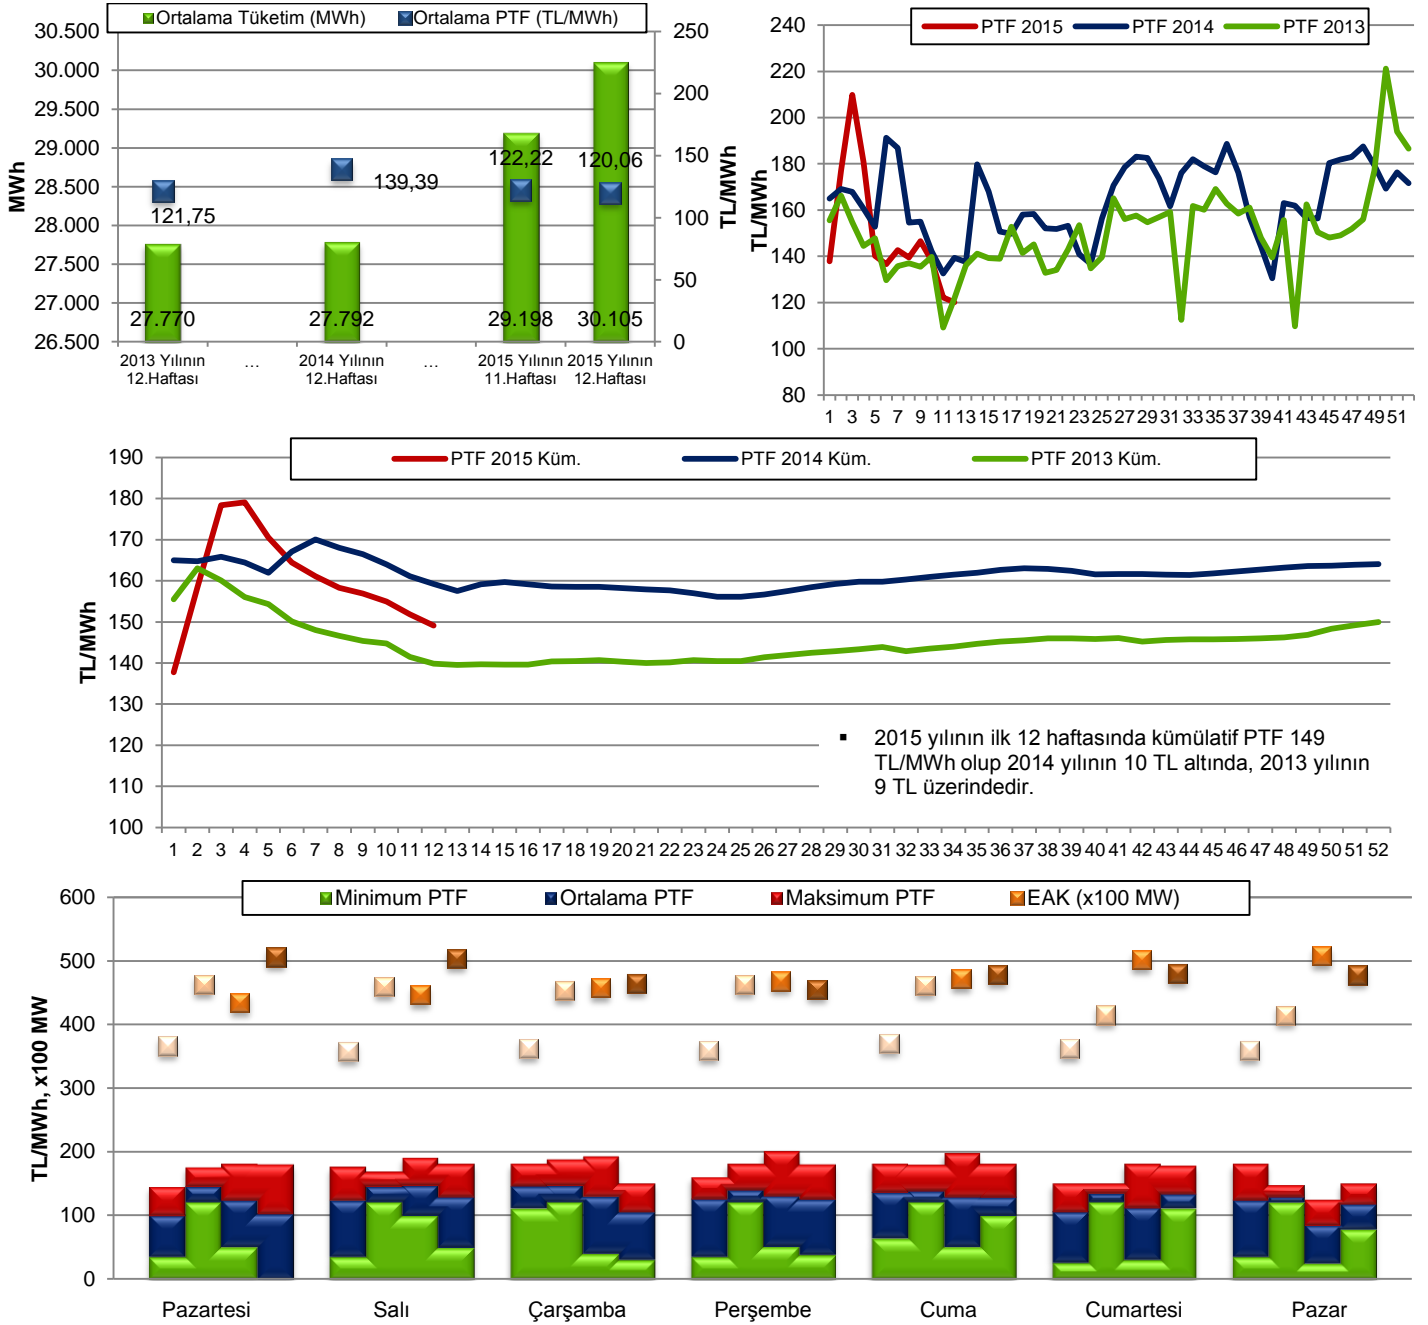 Ortalama Tüketim (MWh) Ortalama PTF (TL/MWh)
30.500
30.000
29.500
29.000
28.500
28.000
27.500
27.000
26.500
MWh
250
200
150
100
50
0
TL/MWh
121,75
139,39
122,22
120,06
27.770
27.792
29.198
30.105
2013 Yılının 12.Haftası
...
2014 Yılının 12.Haftası
...
2015 Yılının 11.Haftası
2015 Yılının 12.Haftası
PTF 2015 PTF 2014 PTF 2013
240
220
200
180
160
140
120
100
80
TL/MWh
1 3 5 7 9 11 13 15 17 19 21 23 25 27 29 31 33 35 37 39 41 43 45 47 49 51
PTF 2015 Küm. PTF 2014 Küm. PTF 2013 Küm.
190
180
170
160
150
140
130
120
110
100
TL/MWh
▪ 2015 yılının ilk 12 haftasında kümülatif PTF 149
TL/MWh olup 2014 yılının 10 TL altında, 2013 yılının
9 TL üzerindedir.
1 2 3 4 5 6 7 8 9 10 11 12 13 14 15 16 17 18 19 20 21 22 23 24 25 26 27 28 29 30 31 32 33 34 35 36 37 38 39 40 41 42 43 44 45 46 47 48 49 50 51 52
Minimum PTF Ortalama PTF Maksimum PTF EAK (x100 MW)
600
500
400
300
200
100
0
TL/MWh, x100 MW
Pazartesi Salı Çarşamba Perşembe Cuma Cumartesi Pazar